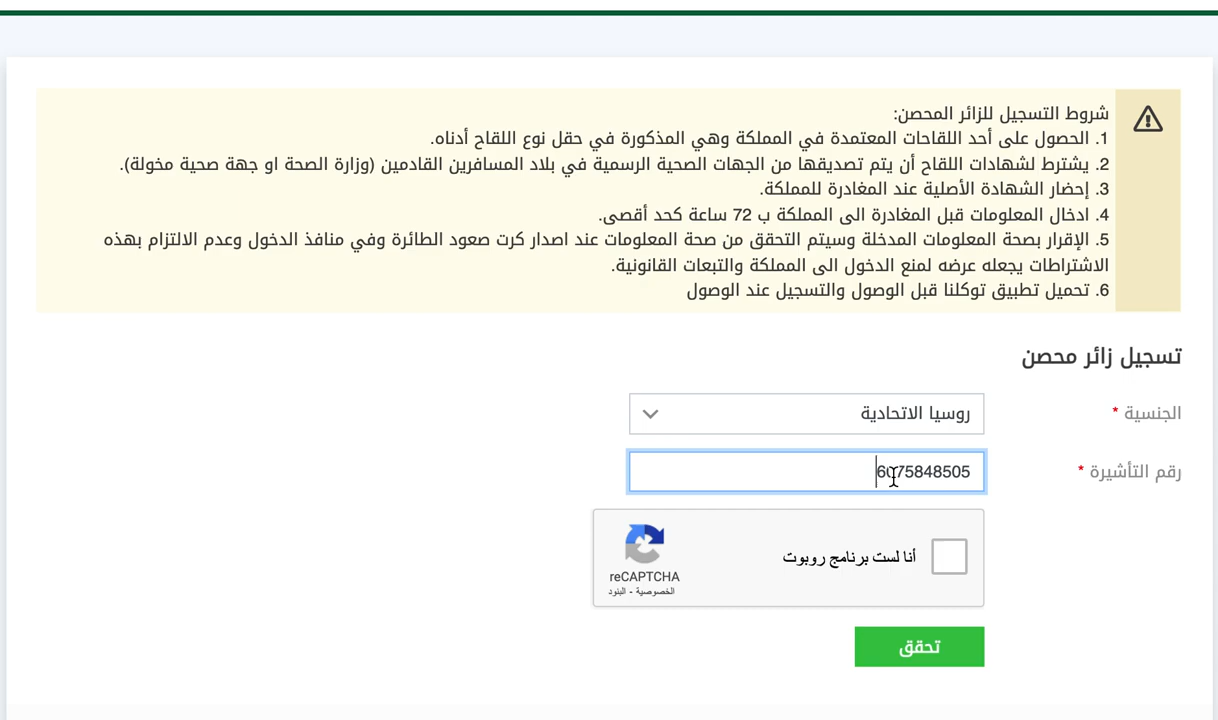 شروط التسجيل للزائر المحصن:
1. الحصول على أحد اللقاحات المعتمدة في المملكة وهي المذكورة في حقل نوع اللقاح أدناه.
2. يشترط لشهادات اللقاح أن يتم تصديقها من الجهات الصحية الرسمية في بلاد المسافرين القادمين (وزارة الصحة او جهة صحية مخولة).
3. إحضار الشهادة الأصلية عند المغادرة للمملكة.
4. ادخال المعلومات قبل المغادرة الى المملكة ب 72 ساعة كحد أقصى.
5. الإقرار بصحة المعلومات المدخلة وسيتم التحقق من صحة المعلومات عند اصدار كرت صعود الطائرة وفي منافذ الدخول وعدم الالتزام بهذه
الاشتراطات يجعله عرضه لمنع الدخول الى المملكة والتبعات القانونية.
6. تحميل تطبيق توكلنا قبل الوصول والتسجيل عند الوصول
تسجيل زائر محصن
الجنسية *
روسيا الاتحادية
رقم التأشيرة *
6075848505
أنا لست برنامج روبوت
reCAPTCHA
الخصوصية - البنود
تحقق